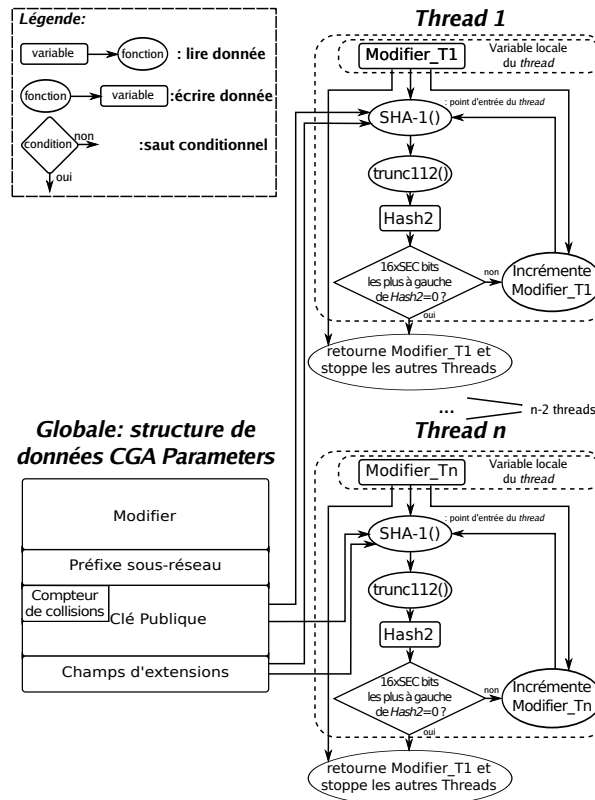 Légende:
variable
fonction
: lire donnée
fonction
variable
:écrire donnée
condition
non
:saut conditionnel
oui
Thread 1
Modifier_T1
Variable locale
du thread
: point d'entrée du thread
SHA-1()
trunc112()
Hash2
16xSEC bits
les plus à gauche
de Hash2=0 ?
non
Incrémente
Modifier_T1
oui
retourne Modifier_T1 et
stoppe les autres Threads
...
n-2 threads
Globale: structure de
données CGA Parameters
Modifier
Préfixe sous-réseau
Compteur
de collisions
Clé Publique
Champs d'extensions
Thread n
Modifier_Tn
Variable locale
du thread
: point d'entrée du thread
SHA-1()
trunc112()
Hash2
16xSEC bits
les plus à gauche
de Hash2=0 ?
non
Incrémente
Modifier_Tn
oui
retourne Modifier_T1 et
stoppe les autres Threads